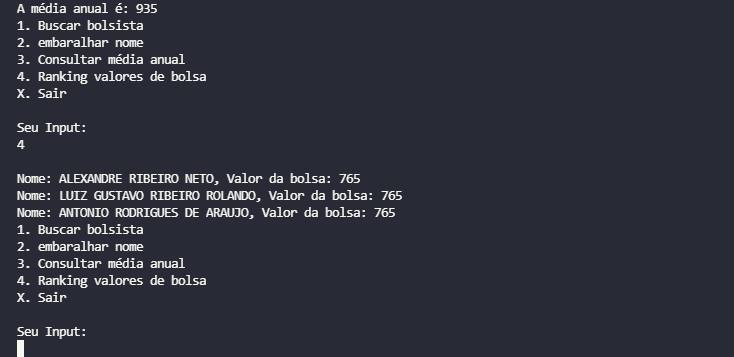 A média anual é: 935
1. Buscar bolsista
2. embaralhar nome
3. Consultar média anual
4. Ranking valores de bolsa
X. Sair
Seu Input:
4
Nome: ALEXANDRE RIBEIRO NETO, Valor da bolsa: 765
Nome: LUIZ GUSTAVO RIBEIRO ROLANDO, Valor da bolsa: 765
Nome: ANTONIO RODRIGUES DE ARAUJO, Valor da bolsa: 765
1. Buscar bolsista
2. embaralhar nome
3. Consultar média anual
4. Ranking valores de bolsa
X. Sair
Seu Input: